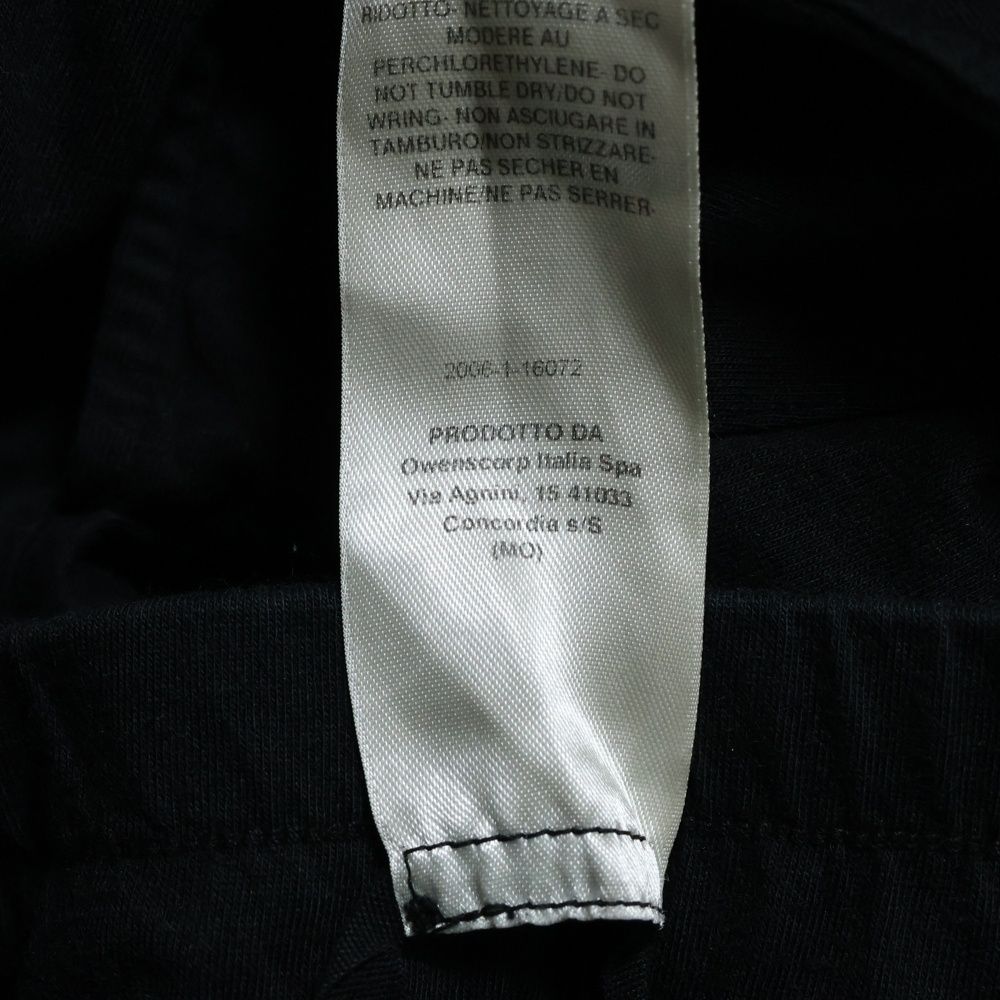 RIDOTTO- NETTOYAGE A SEC
MODERE AU
PERCHLORETHYLENE- DO
NOT TUMBLE DRY/DO NOT
WRING- NON ASCIUGARE IN
TAMBURO/NON STRIZZARE-
NE PAS SECHER EN
MACHINE/NE PAS SERRER-
2006-1-16072
PRODOTTO DA
Owenscorp Italia Spa
Via Agnini, 15 41033
Concordia s/S
(MO)